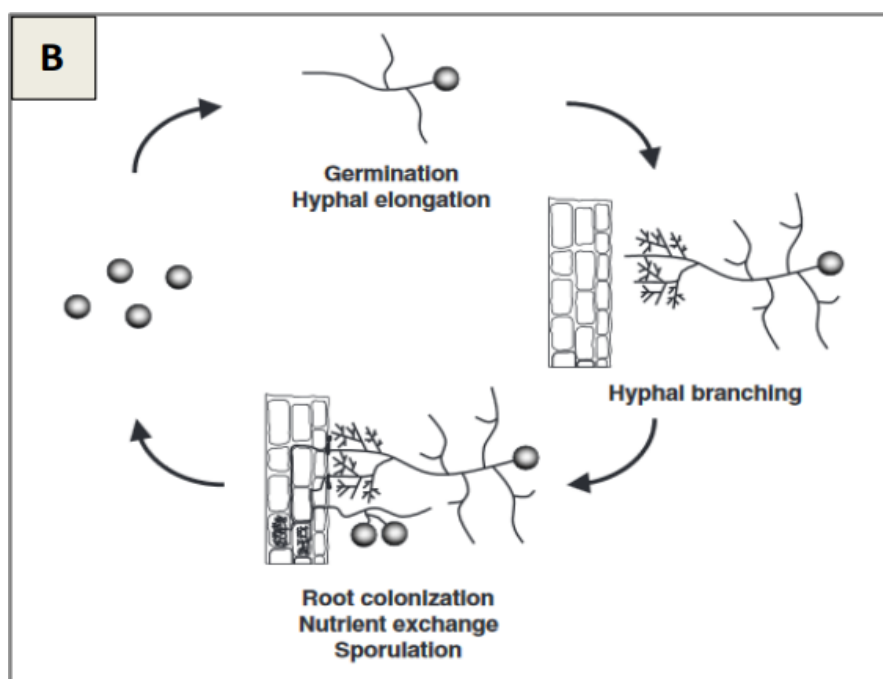 B
Germination
Hyphal elongation
Hyphal branching
Root colonization
Nutrient exchange
Sporulation